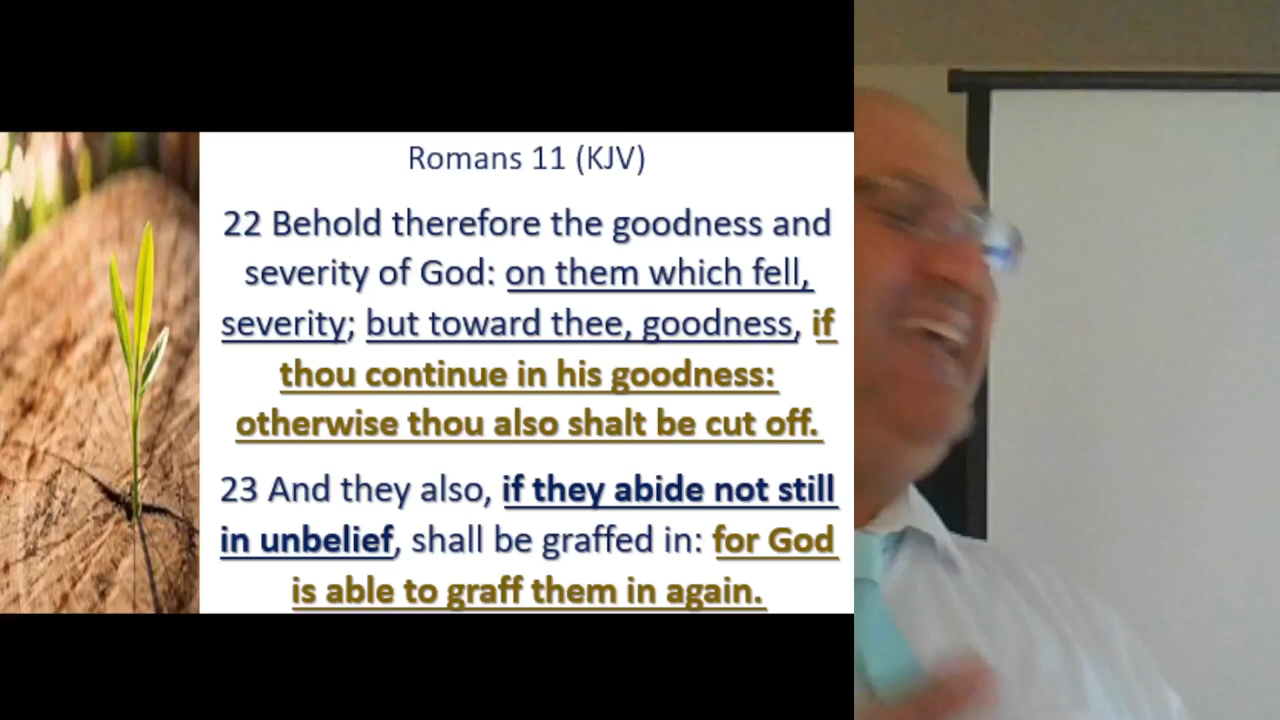 Romans 11 (KJV)
22 Behold therefore the goodness and
severity of God: on them which fell,
severity; but toward thee, goodness, if
thou continue in his goodness:
otherwise thou also shalt be cut off.
23 And they also, if they abide not still
in unbelief, shall be graffed in: for God
is able to graff them in again.